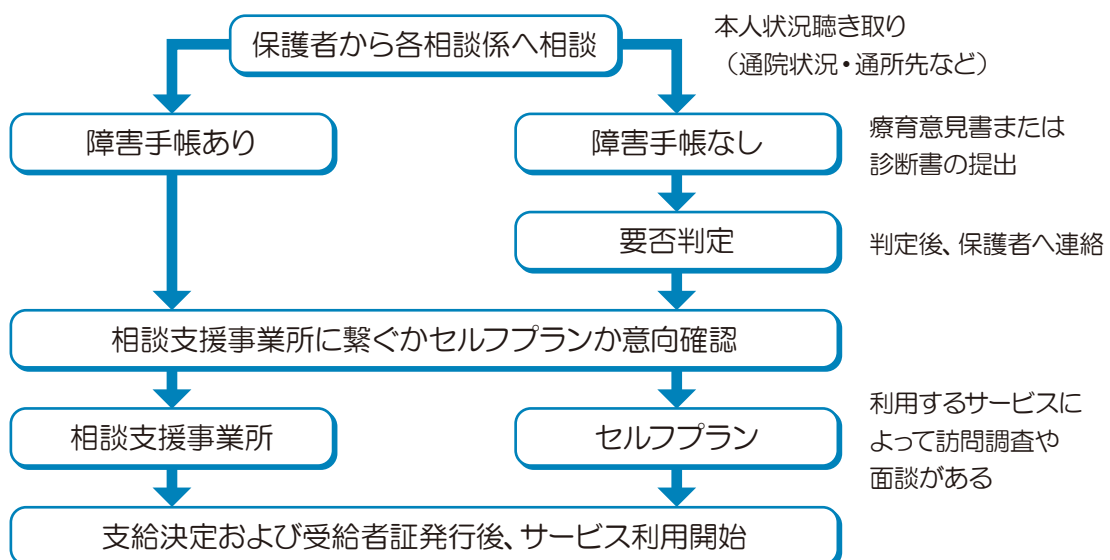 保護者から各相談係へ相談
本人状況聴き取り
（通院状況・通所先など）
障害手帳あり
障害手帳なし
療育意見書または
診断書の提出
要否判定
判定後、保護者へ連絡
相談支援事業所に繋ぐかセルフプランか意向確認
相談支援事業所
セルフプラン
利用するサービスに
よって訪問調査や
面談がある
支給決定および受給者証発行後、サービス利用開始